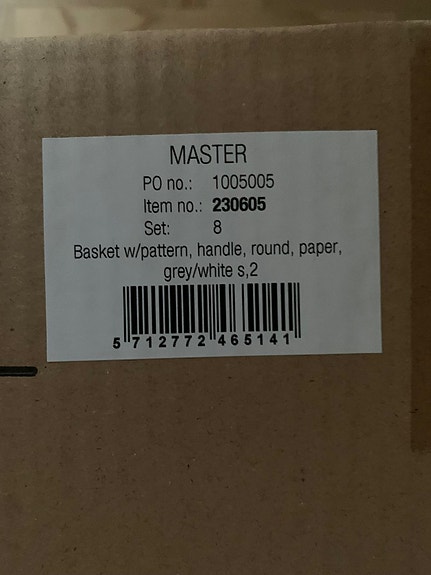 MASTER
PO no.: 1005005
Item no.: 230605
Set: 8
Basket w/pattern, handle, round, paper,
grey/white s,2
5 712772 465141